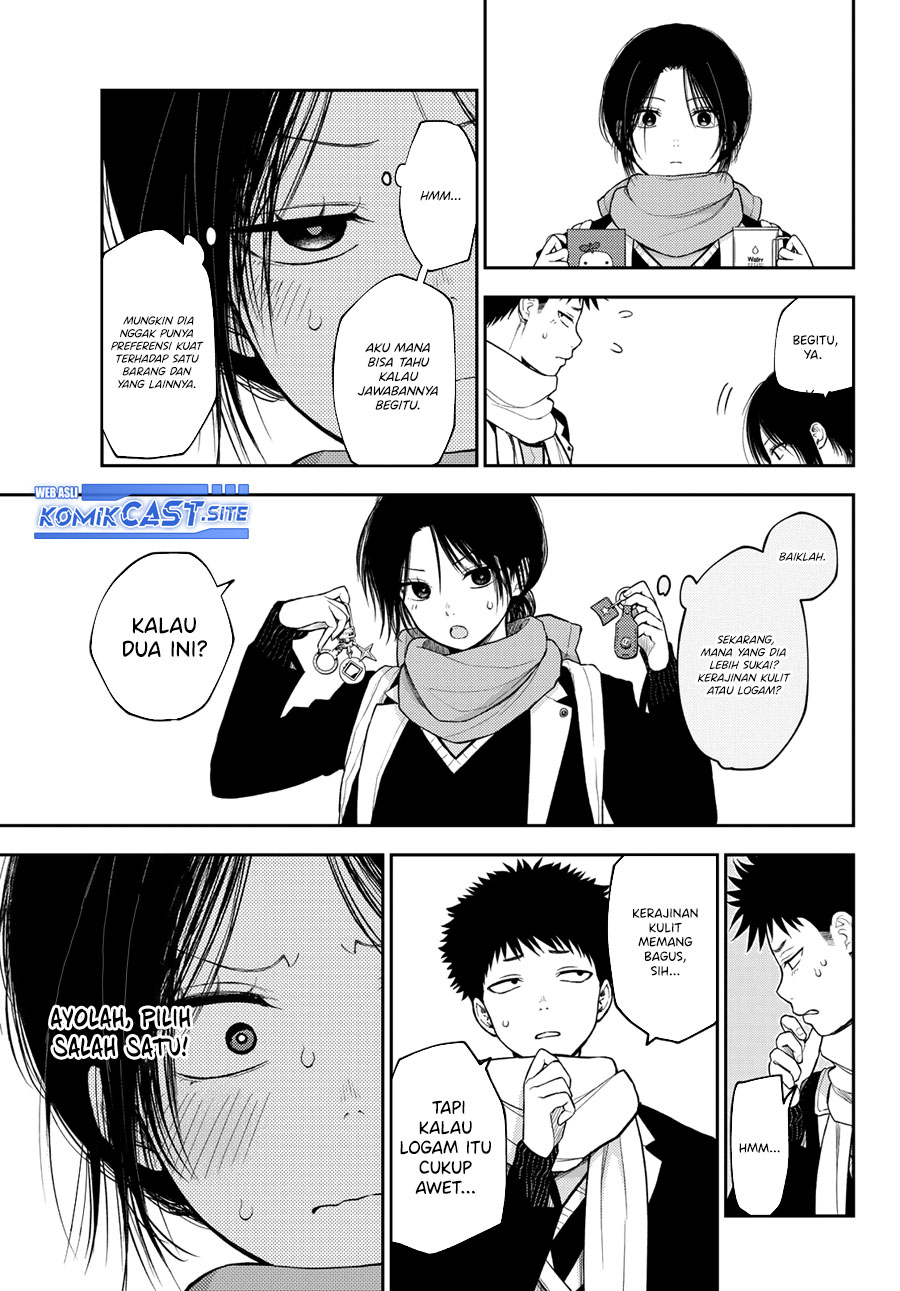 Water
BEGITU,
YA.
HMM...
AKU MANA
BISA TAHU
KALAU
JAWABANNYA
BEGITU.
MUNGKIN DIA
NGGAK PUNYA
PREFERENSI KUAT
TERHADAP SATU
BARANG DAN
YANG LAINNYA.
WEB ASLI
KOMIKCAST.SITE
BAIKLAH.
SEKARANG,
MANA YANG DIA
LEBIH SUKAI?
KERAJINAN KULIT
ATAU LOGAM?
KALAU
DUA INI?
HMM...
KERAJINAN
KULIT
MEMANG
BAGUS,
SIH...
TAPI
KALAU
LOGAM ITU
CUKUP
AWET...
AYOLAH, PILIH
SALAH SATU!